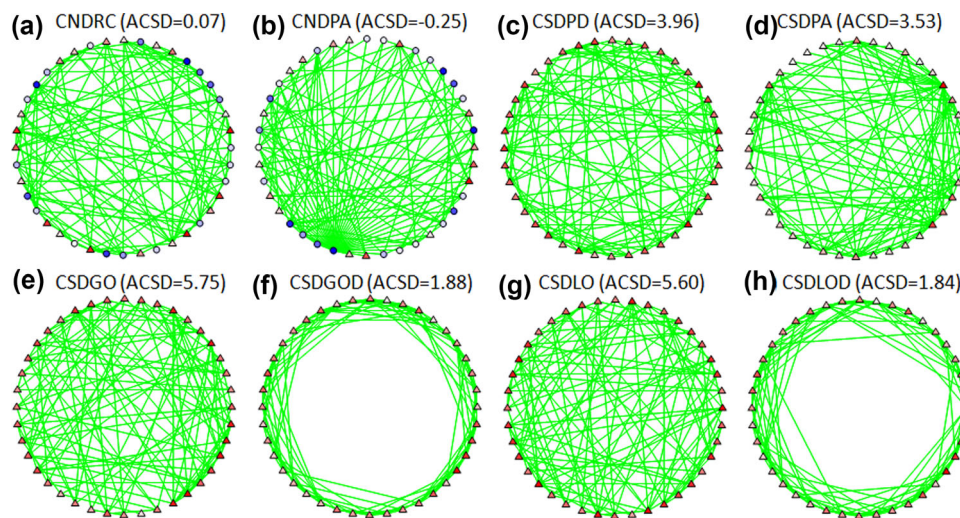 (a) CNDRC (ACSD=0.07)
(b) CNDPA (ACSD=-0.25)
(c) CSDPD (ACSD=3.96)
(d) CSDPA (ACSD=3.53)
(e) CSDGO (ACSD=5.75)
(f) CSDGOD (ACSD=1.88)
(g) CSDLO (ACSD=5.60)
(h) CSDLOD (ACSD=1.84)